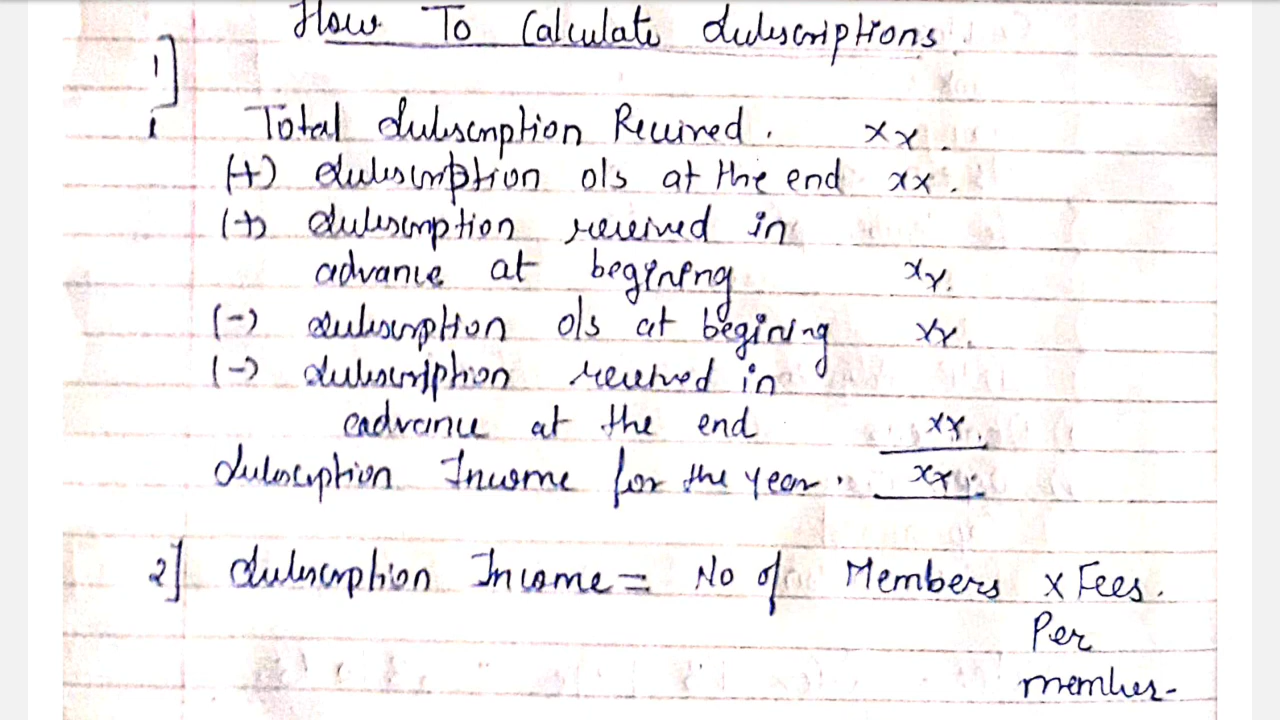 How To Calculate Subscriptions.
1]
Total Subscription Received. xx.
(+) Subscription o/s at the end xx.
(+) Subscription received in
advance at begining xx.
(-) Subscription o/s at begining xx.
(-) Subscription received in
advance at the end xx.
Subscription Income for the year. xx.
2] Subscription Income = No of Members x Fees.
Per
member-